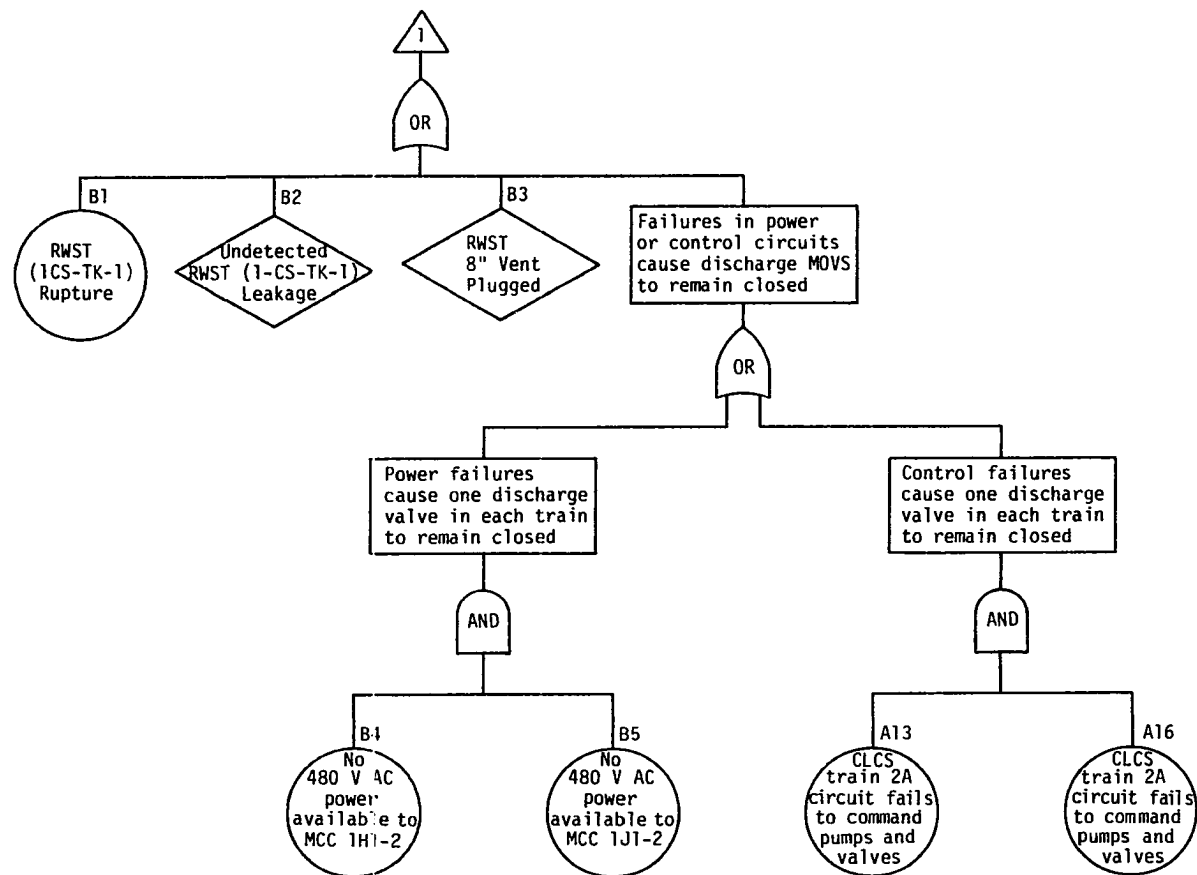 1
OR
B1
B2
B3
RWST
(1CS-TK-1)
Rupture
Undetected
RWST (1-CS-TK-1)
Leakage
RWST
8" Vent
Plugged
Failures in power
or control circuits
cause discharge MOVS
to remain closed
OR
Power failures
cause one discharge
valve in each train
to remain closed
Control failures
cause one discharge
valve in each train
to remain closed
AND
AND
B4
B5
A13
A16
No
480 V AC
power
available to
MCC 1H1-2
No
480 V AC
power
available to
MCC 1J1-2
CLCS
train 2A
circuit fails
to command
pumps and
valves
CLCS
train 2A
circuit fails
to command
pumps and
valves